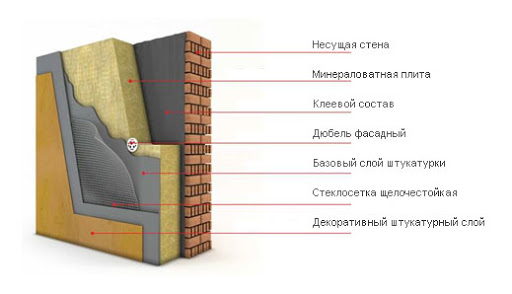 Несущая стена
Минераловатная плита
Клеевой состав
Дюбель фасадный
Базовый слой штукатурки
Стеклосетка щелочестойкая
Декоративный штукатурный слой